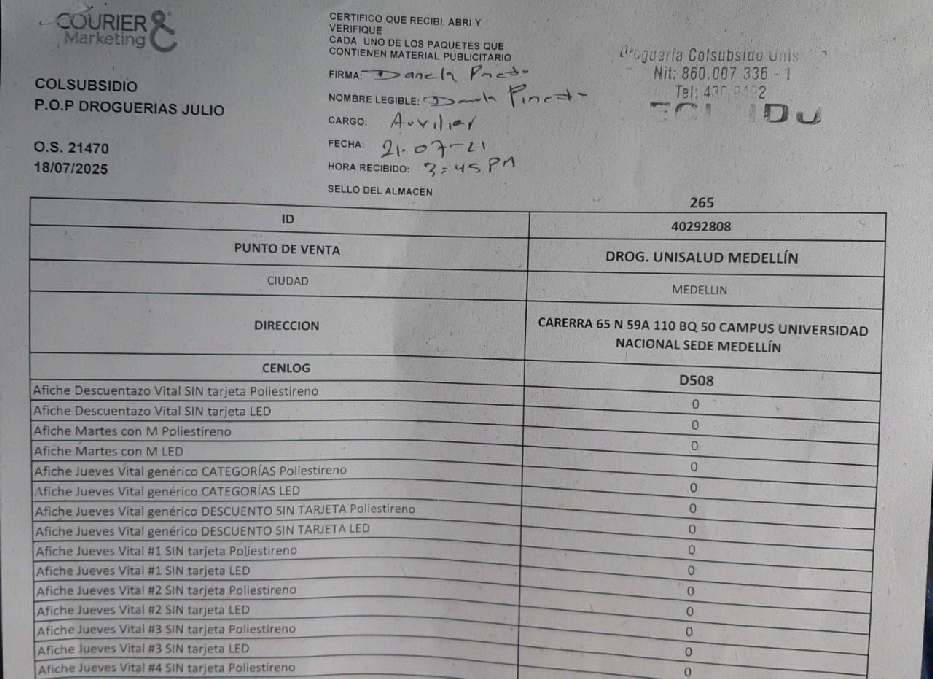 COURIER &
Marketing
COLSUBSIDIO
P.O.P DROGUERIAS JULIO
O.S. 21470
18/07/2025
CERTIFICO QUE RECIBI, ABRI Y
VERIFIQUE
CADA UNO DE LOS PAQUETES QUE
CONTIENEN MATERIAL PUBLICITARIO
FIRMA:
NOMBRE LEGIBLE:
CARGO: Auxiliar
FECHA: 21-07-21
HORA RECIBIDO: 3:45 PM
SELLO DEL ALMACEN
Droguería Colsubsido Unis
Nit: 860.007 336 - 1
Tel:
265
ID 40292808
PUNTO DE VENTA DROG. UNISALUD MEDELLÍN
CIUDAD MEDELLIN
DIRECCION CARERRA 65 N 59A 110 BQ 50 CAMPUS UNIVERSIDAD
NACIONAL SEDE MEDELLÍN
CENLOG D508
Afiche Descuentazo Vital SIN tarjeta Poliestireno 0
Afiche Descuentazo Vital SIN tarjeta LED 0
Afiche Martes con M Poliestireno 0
Afiche Martes con M LED 0
Afiche Jueves Vital genérico CATEGORÍAS Poliestireno 0
Afiche Jueves Vital genérico CATEGORÍAS LED 0
Afiche Jueves Vital genérico DESCUENTO SIN TARJETA Poliestireno 0
Afiche Jueves Vital genérico DESCUENTO SIN TARJETA LED 0
Afiche Jueves Vital #1 SIN tarjeta Poliestireno 0
Afiche Jueves Vital #1 SIN tarjeta LED 0
Afiche Jueves Vital #2 SIN tarjeta Poliestireno 0
Afiche Jueves Vital #2 SIN tarjeta LED 0
Afiche Jueves Vital #3 SIN tarjeta Poliestireno 0
Afiche Jueves Vital #3 SIN tarjeta LED 0
Afiche Jueves Vital #4 SIN tarjeta Poliestireno 0